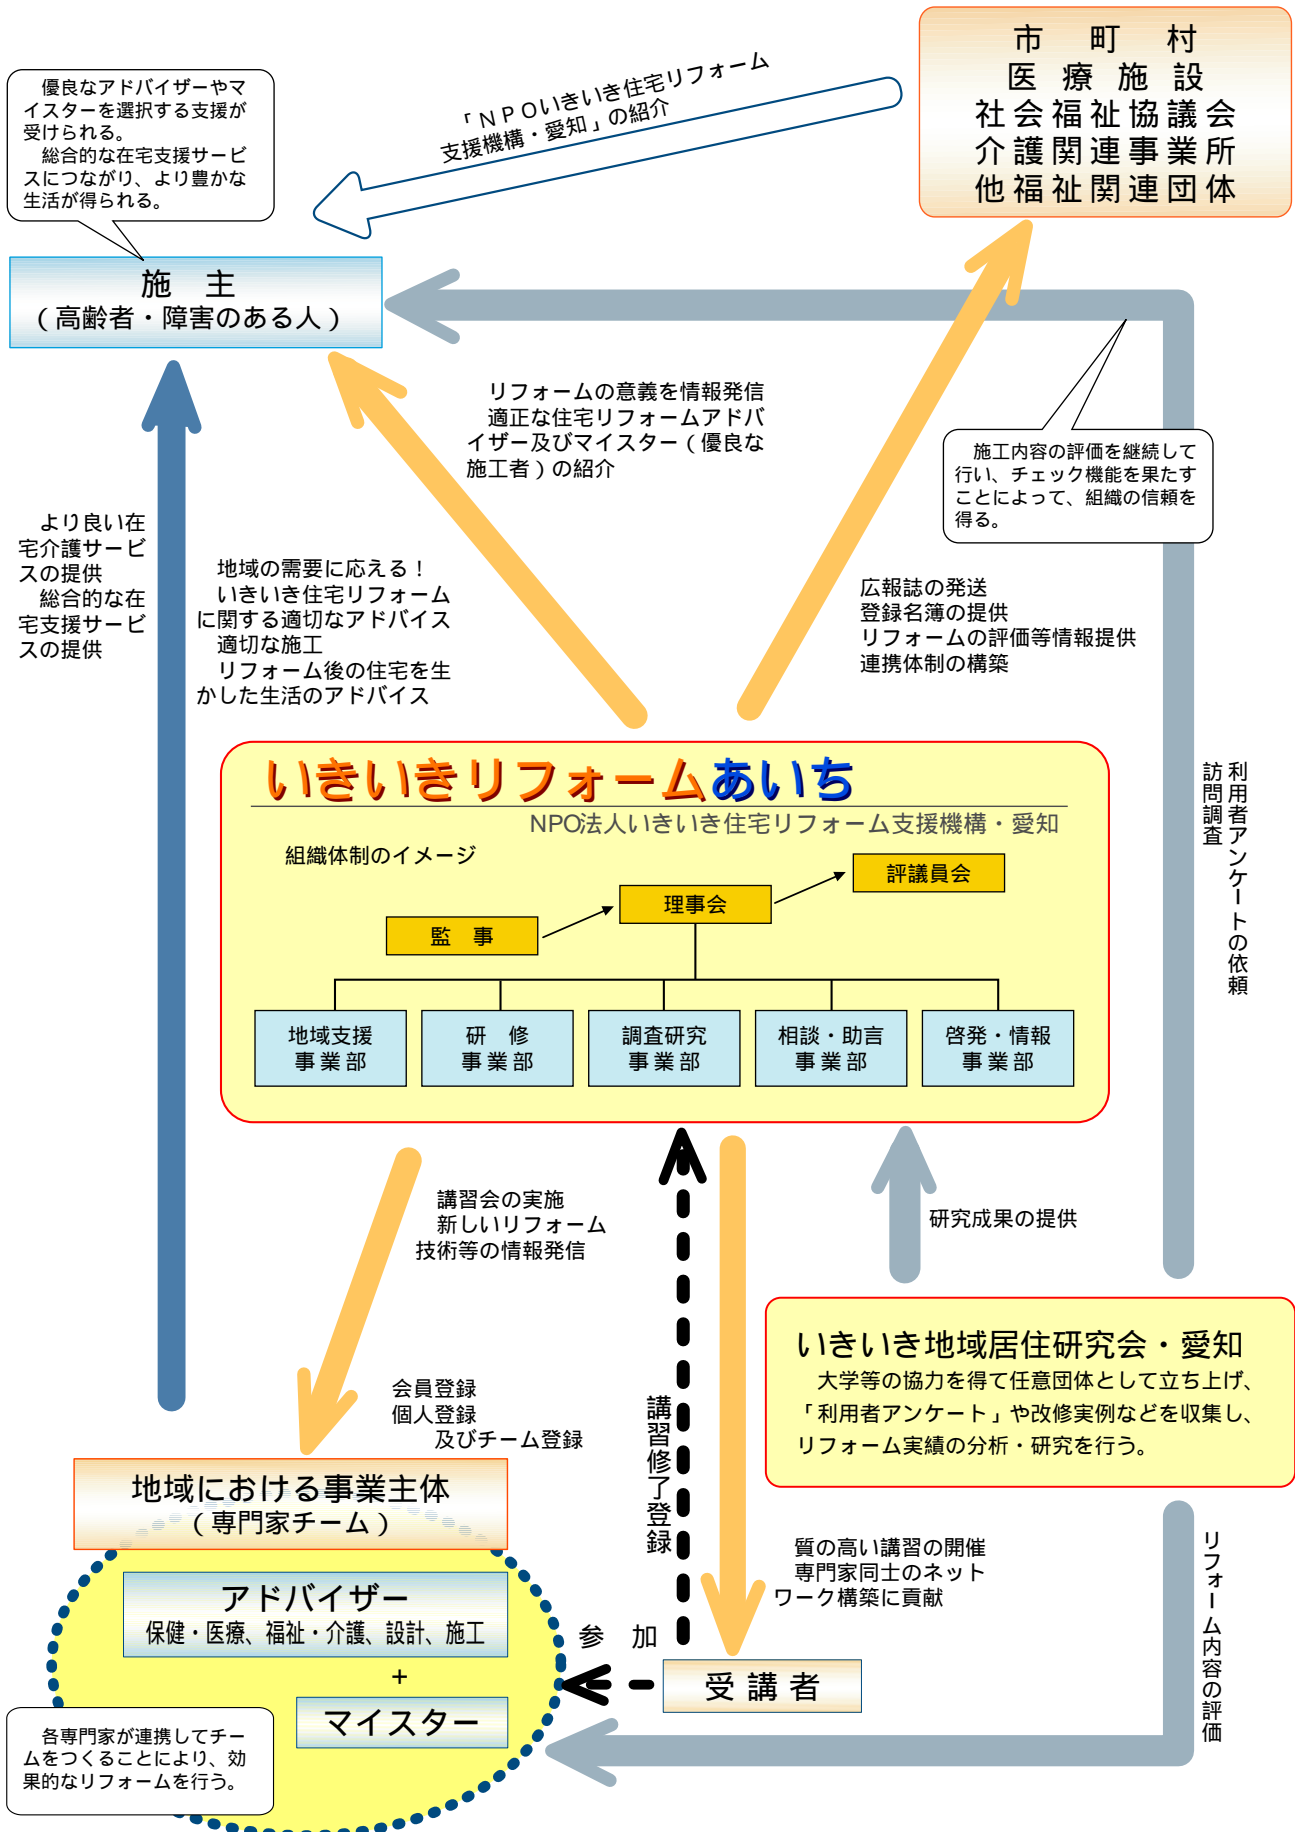 市　町　村
医療施設
社会福祉協議会
介護関連事業所
他福祉関連団体
「ＮＰＯいきいき住宅リフォーム
支援機構・愛知」の紹介
優良なアドバイザーやマ
イスターを選択する支援が
受けられる。
総合的な在宅支援サービ
スにつながり、より豊かな
生活が得られる。
施　主
（高齢者・障害のある人）
リフォームの意義を情報発信
適正な住宅リフォームアドバ
イザー及びマイスター（優良な
施工者）の紹介
施工内容の評価を継続して
行い、チェック機能を果たす
ことによって、組織の信頼を
得る。
より良い在
宅介護サービ
スの提供
総合的な在
宅支援サービ
スの提供
地域の需要に応える！
いきいき住宅リフォーム
に関する適切なアドバイス
適切な施工
リフォーム後の住宅を生
かした生活のアドバイス
広報誌の発送
登録名簿の提供
リフォームの評価等情報提供
連携体制の構築
利用者アンケートの依頼
訪問調査
いきいきリフォームあいち
NPO法人いきいき住宅リフォーム支援機構・愛知
組織体制のイメージ
評議員会
理事会
監　事
地域支援
事業部
研　修
事業部
調査研究
事業部
相談・助言
事業部
啓発・情報
事業部
講習会の実施
新しいリフォーム
技術等の情報発信
研究成果の提供
いきいき地域居住研究会・愛知
大学等の協力を得て任意団体として立ち上げ、
「利用者アンケート」や改修実例などを収集し、
リフォーム実績の分析・研究を行う。
会員登録
個人登録
及びチーム登録
講習修了登録
地域における事業主体
（専門家チーム）
アドバイザー
保健・医療、福祉・介護、設計、施工
+
マイスター
各専門家が連携してチー
ムをつくることにより、効
果的なリフォームを行う。
参　加
受講者
質の高い講習の開催
専門家同士のネット
ワーク構築に貢献
リフォーム内容の評価